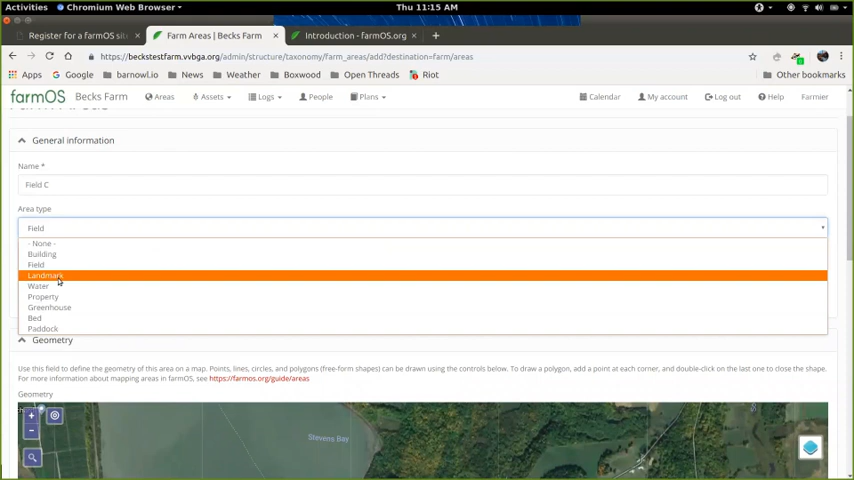 Activities Chromium Web Browser Thu 11:15 AM
Register for a farmOS sit Farm Areas | Becks Farm Introduction - farmOS.org
https://beckstestfarm.vvbga.org/admin/structure/taxonomy/farm_areas/add?destination=farm/areas
Apps Google barnowl.io News Weather Boxwood Open Threads Riot Other bookmarks
farmOS Becks Farm Areas Assets Logs People Plans Calendar My account Log out Help Farmier
General information
Name *
Field C
Area type
Field
- None -
Building
Field
Landmark
Water
Property
Greenhouse
Bed
Paddock
Geometry
Use this field to define the geometry of this area on a map. Points, lines, circles, and polygons (free-form shapes) can be drawn using the controls below. To draw a polygon, add a point at each corner, and double-click on the last one to close the shape.
For more information about mapping areas in farmOS, see https://farmos.org/guide/areas
Geometry
Stevens Bay